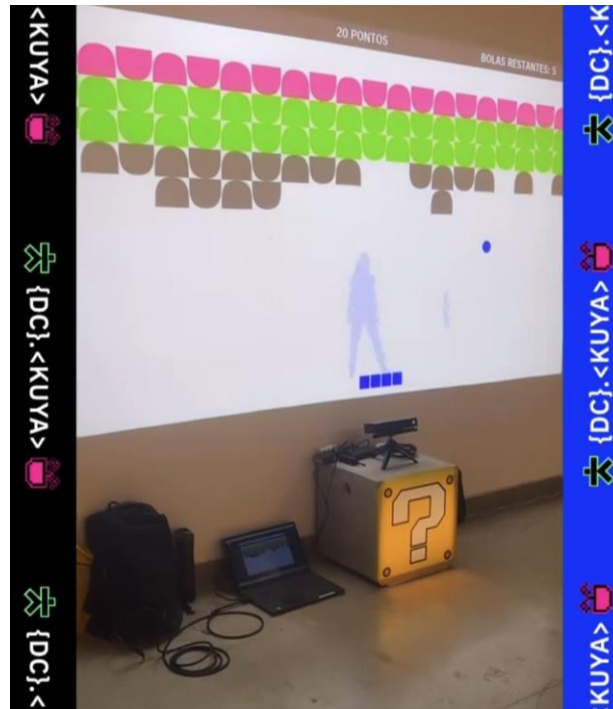 <KUYA>
{DC}.<KUYA>
{DC}.<
20 PONTOS
BOLAS RESTANTES: 5
?
{DC}.<K
{DC}.<KUYA>
<KUYA>